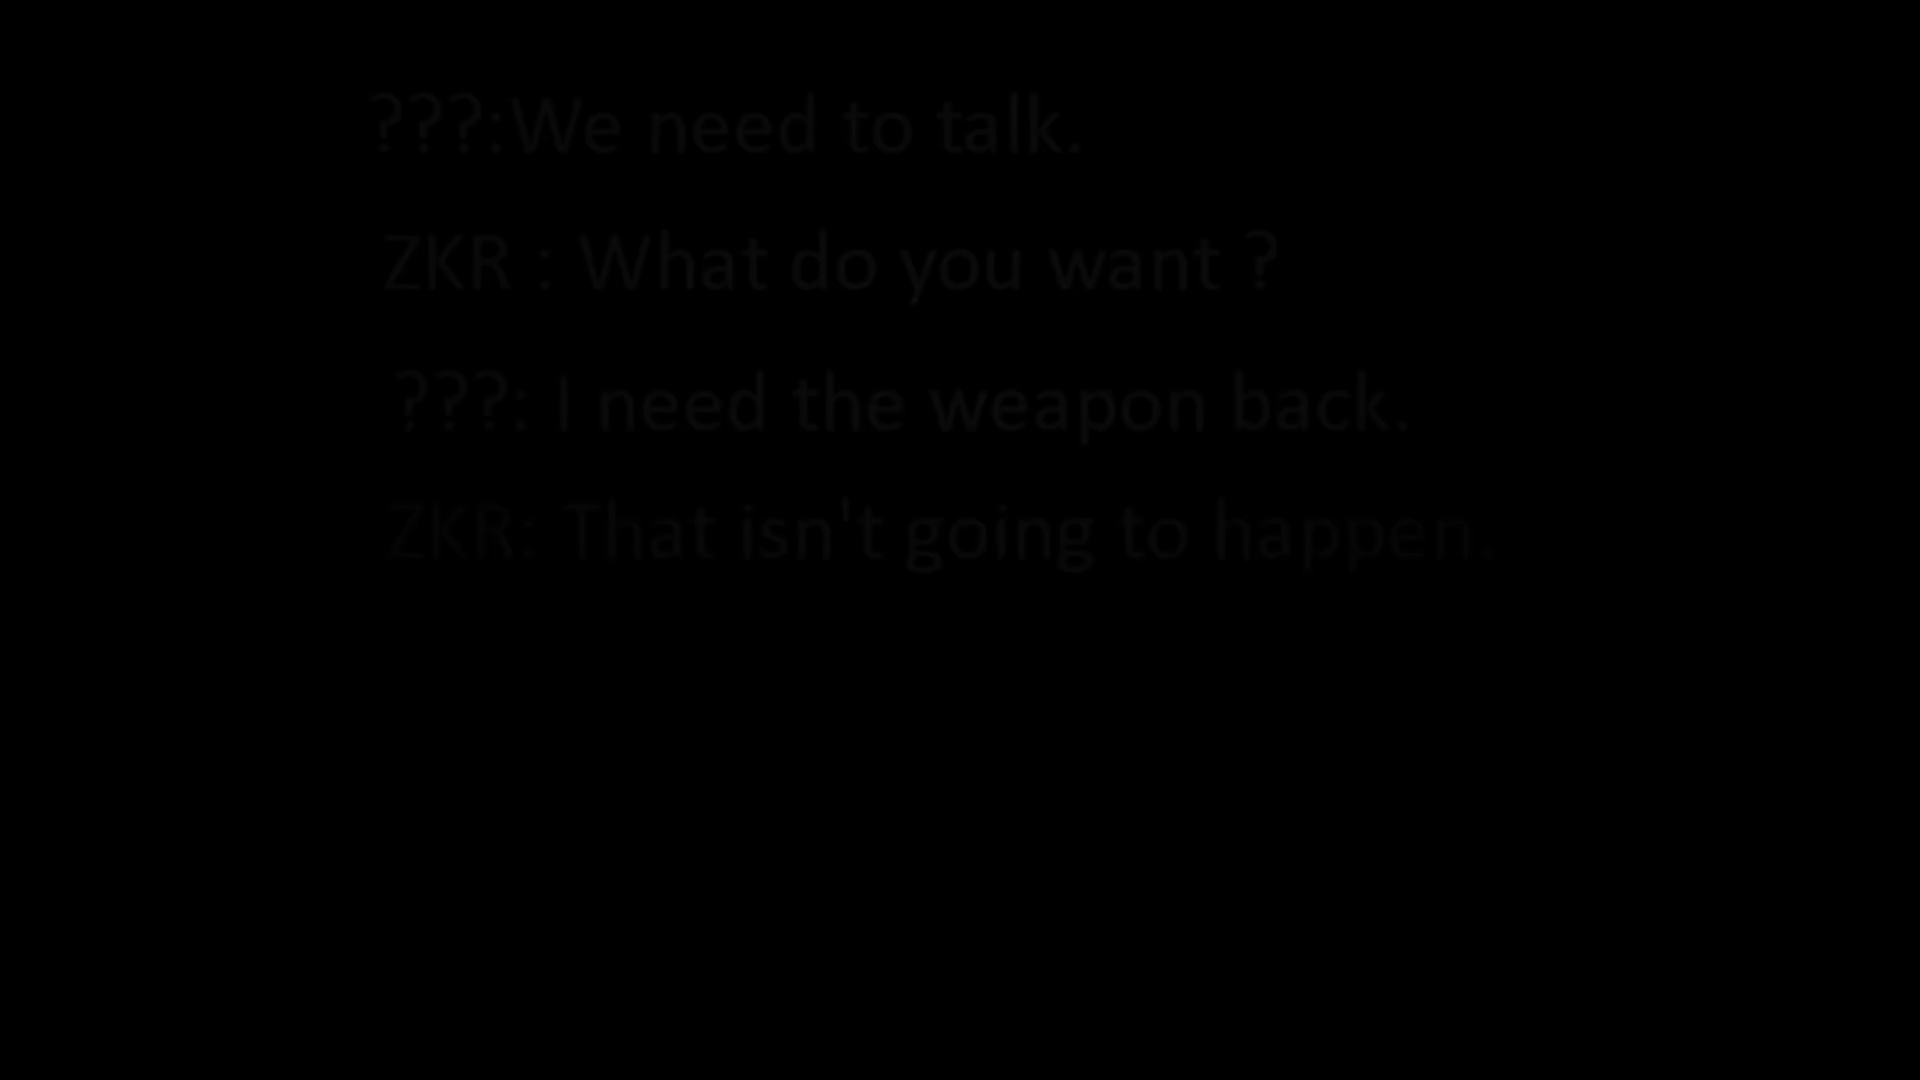 ???:We need to talk.
ZKR : What do you want ?
???: I need the weapon back.
ZKR: That isn't going to happen.